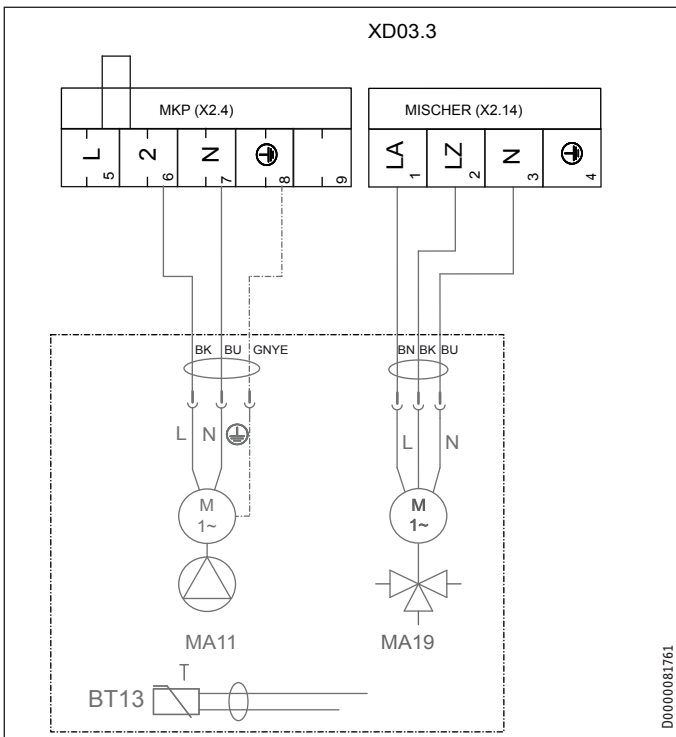 XD03.3
MKP (X2.4)
MISCHER (X2.14)
L 2 N
5 6 7 8 9
LA LZ N
1 2 3 4
BK BU GNYE
BN BK BU
L N
L N
M
1~
M
1~
MA11
MA19
T
BT13
D0000081761